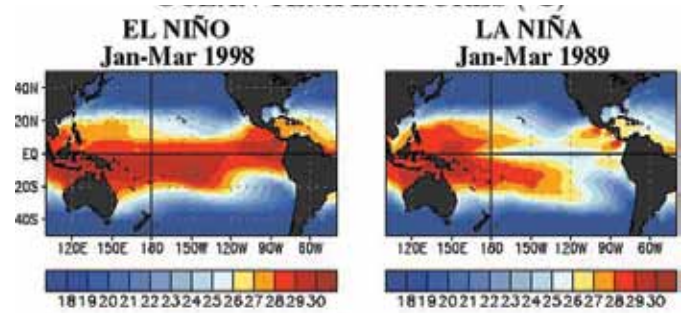 EL NIÑO
Jan-Mar 1998
LA NIÑA
Jan-Mar 1989
40N
20N
EQ
20S
40S
120E 150E 180 150W 120W 90W 60W
120E 150E 180 150W 120W 90W 60W
18 19 20 21 22 23 24 25 26 27 28 29 30
18 19 20 21 22 23 24 25 26 27 28 29 30